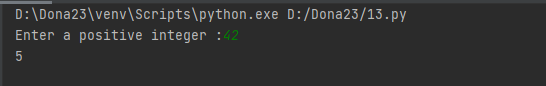 D:\Dona23\venv\Scripts\python.exe D:/Dona23/13.py
Enter a positive integer :42
5